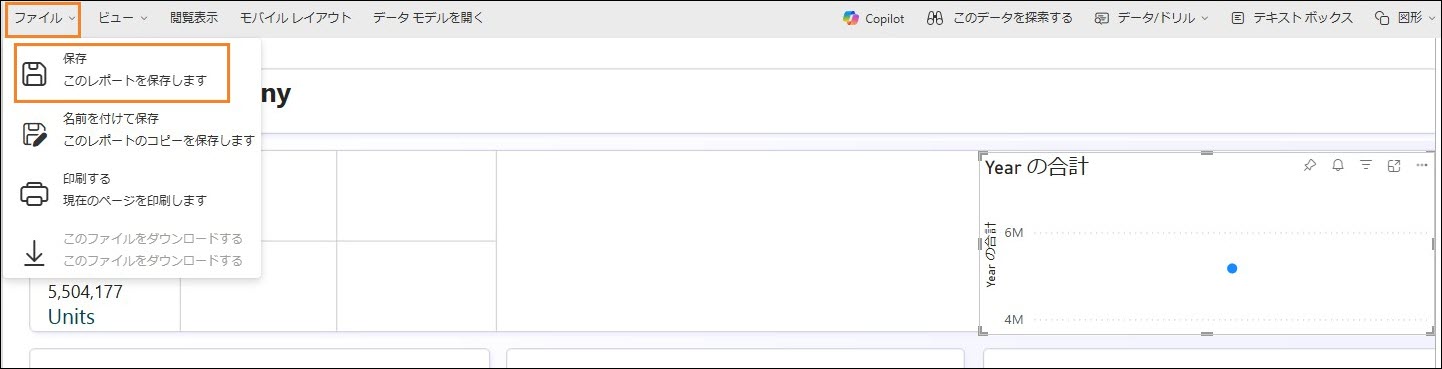 ファイル ビュー 閲覧表示 モバイル レイアウト データ モデルを開く Copilot このデータを探索する データ/ドリル テキスト ボックス 図形
保存
このレポートを保存します
名前を付けて保存
このレポートのコピーを保存します
印刷する
現在のページを印刷します
このファイルをダウンロードする
このファイルをダウンロードする
ny
5,504,177
Units
Year の合計
Year の合計
6M
4M